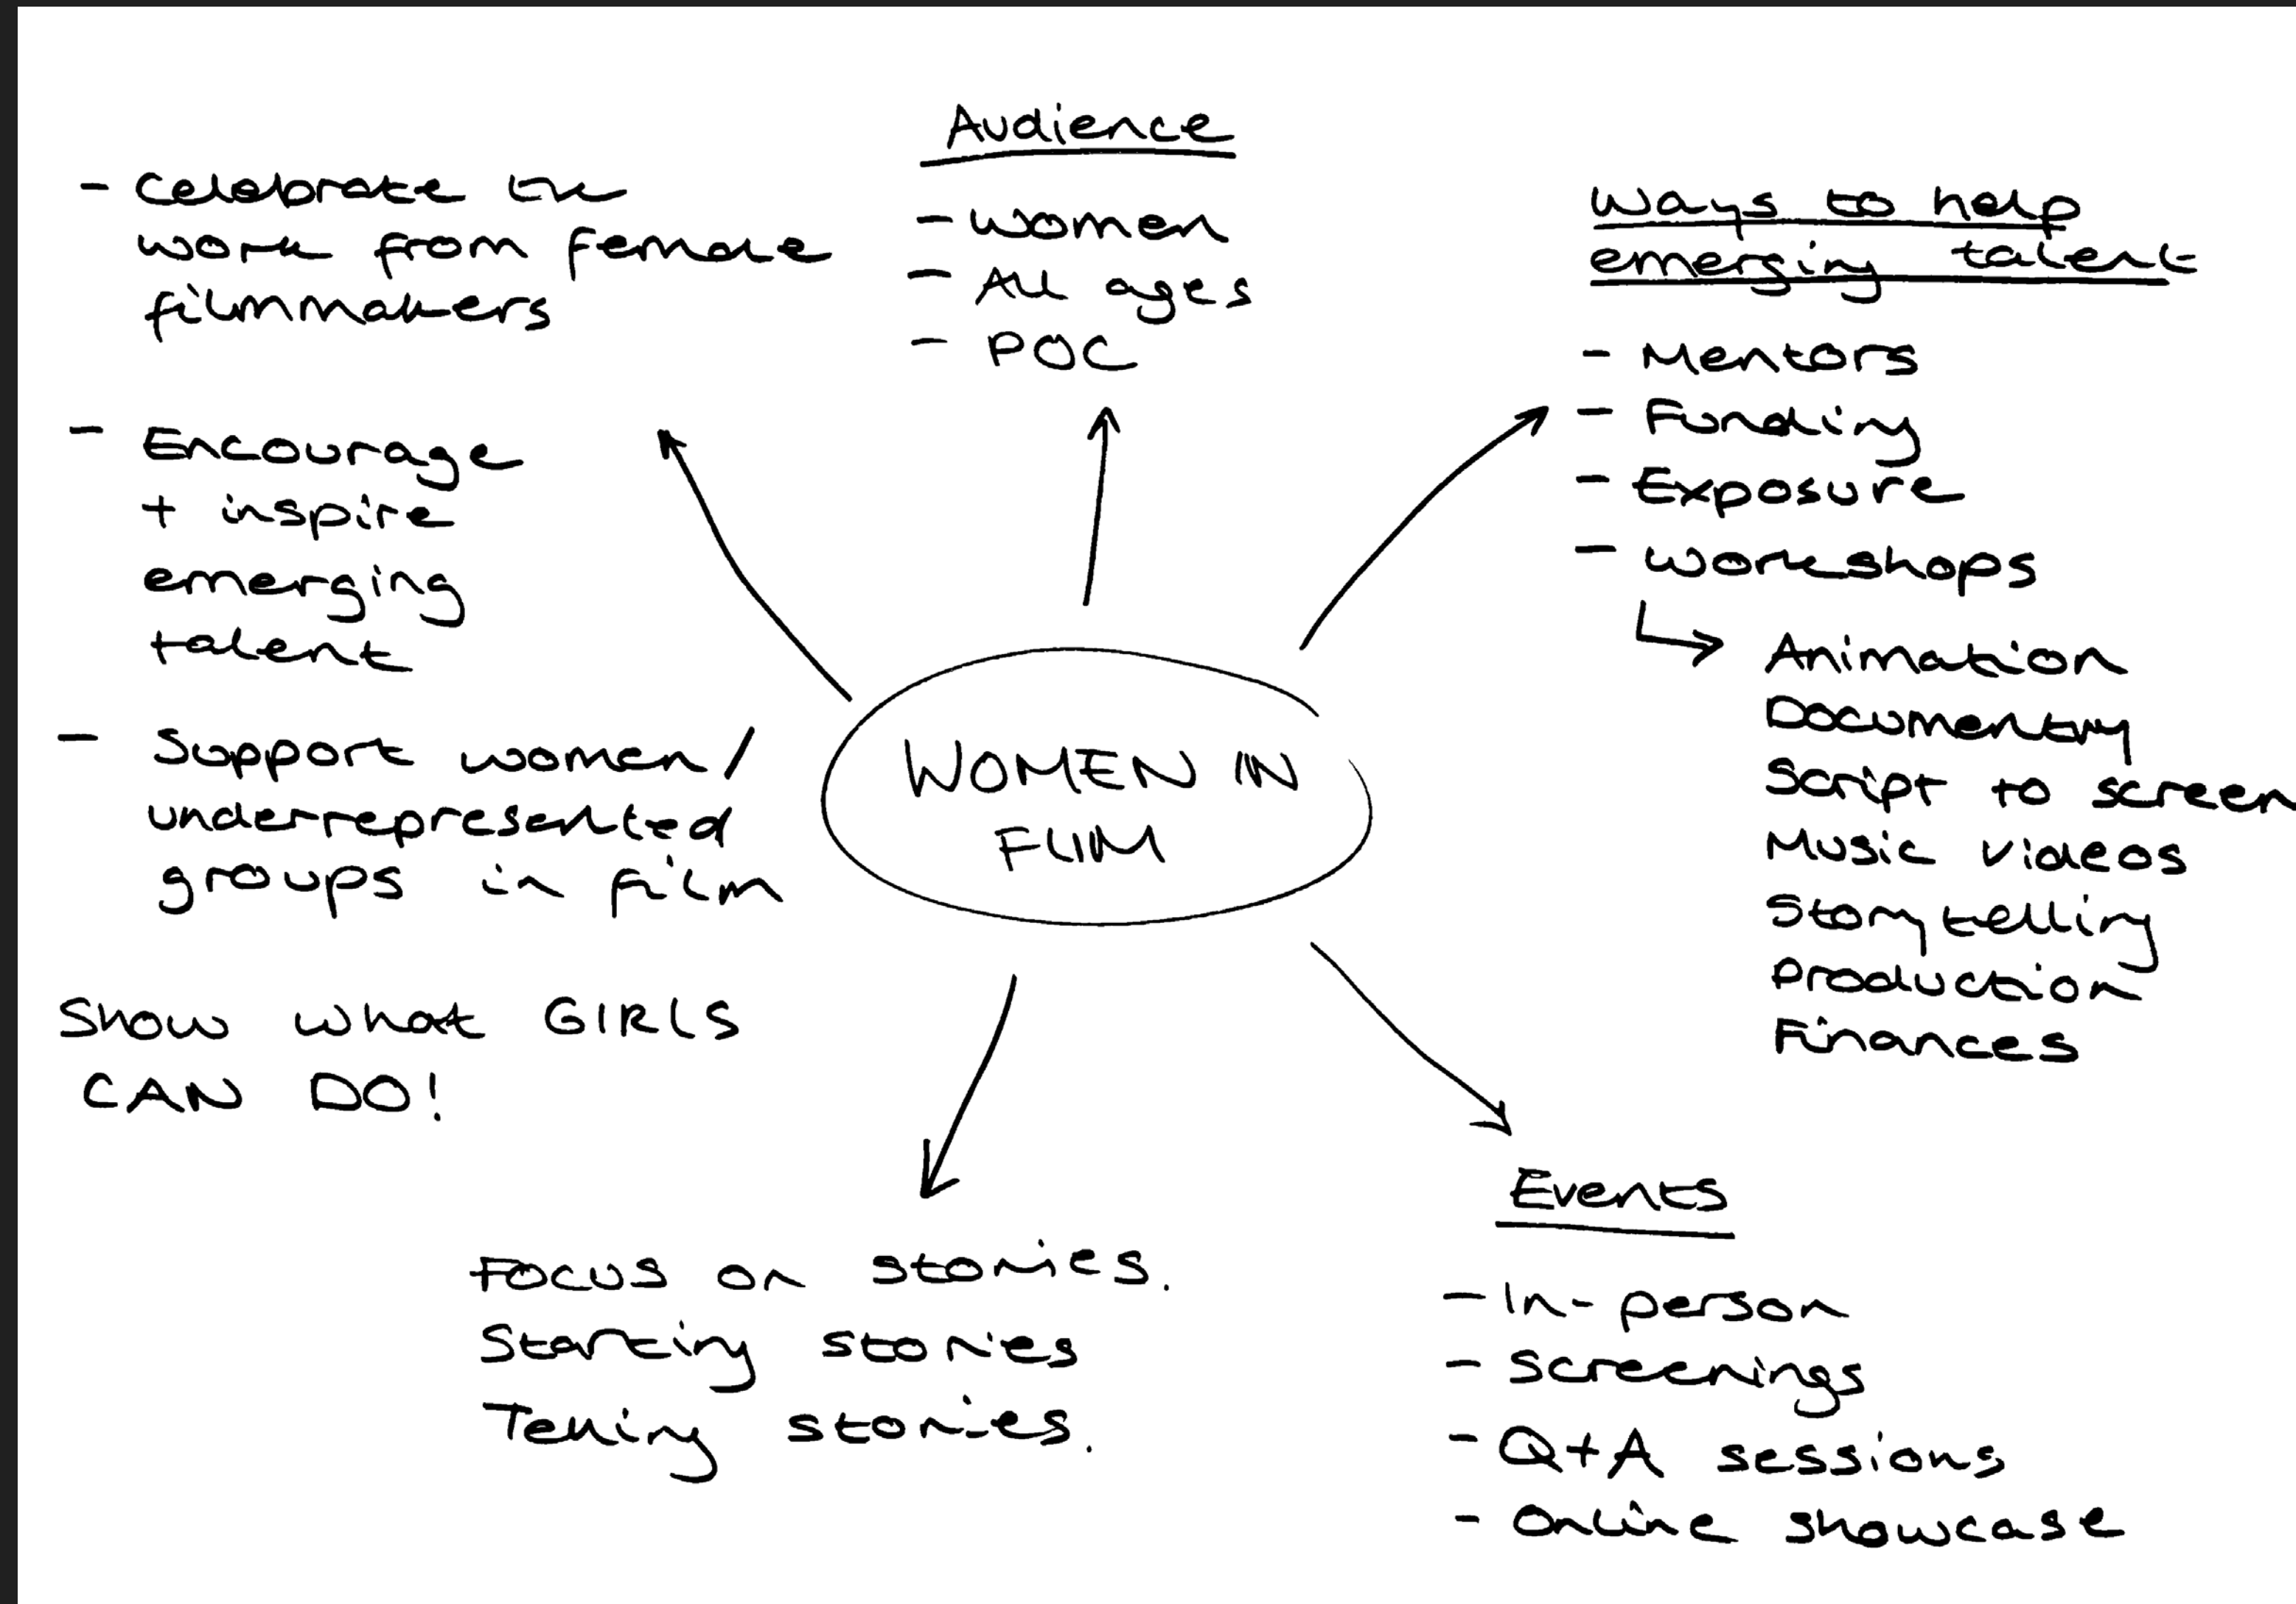 - Celebrate the
work from female
filmmakers
- Encourage
+ inspire
emerging
talent
- Support women/
underrepresented
groups in film
Show what GIRLS
CAN DO!
Audience
- Women
- All ages
- POC
Ways to help
emerging talent
- Mentors
- Funding
- Exposure
- Workshops
Animation
Documentary
Script to screen
Music videos
Storytelling
Production
Finances
WOMEN IN
FILM
Focus on stories.
Starting stories
Telling stories.
Events
- In-person
- Screenings
- Q+A sessions
- Online showcase